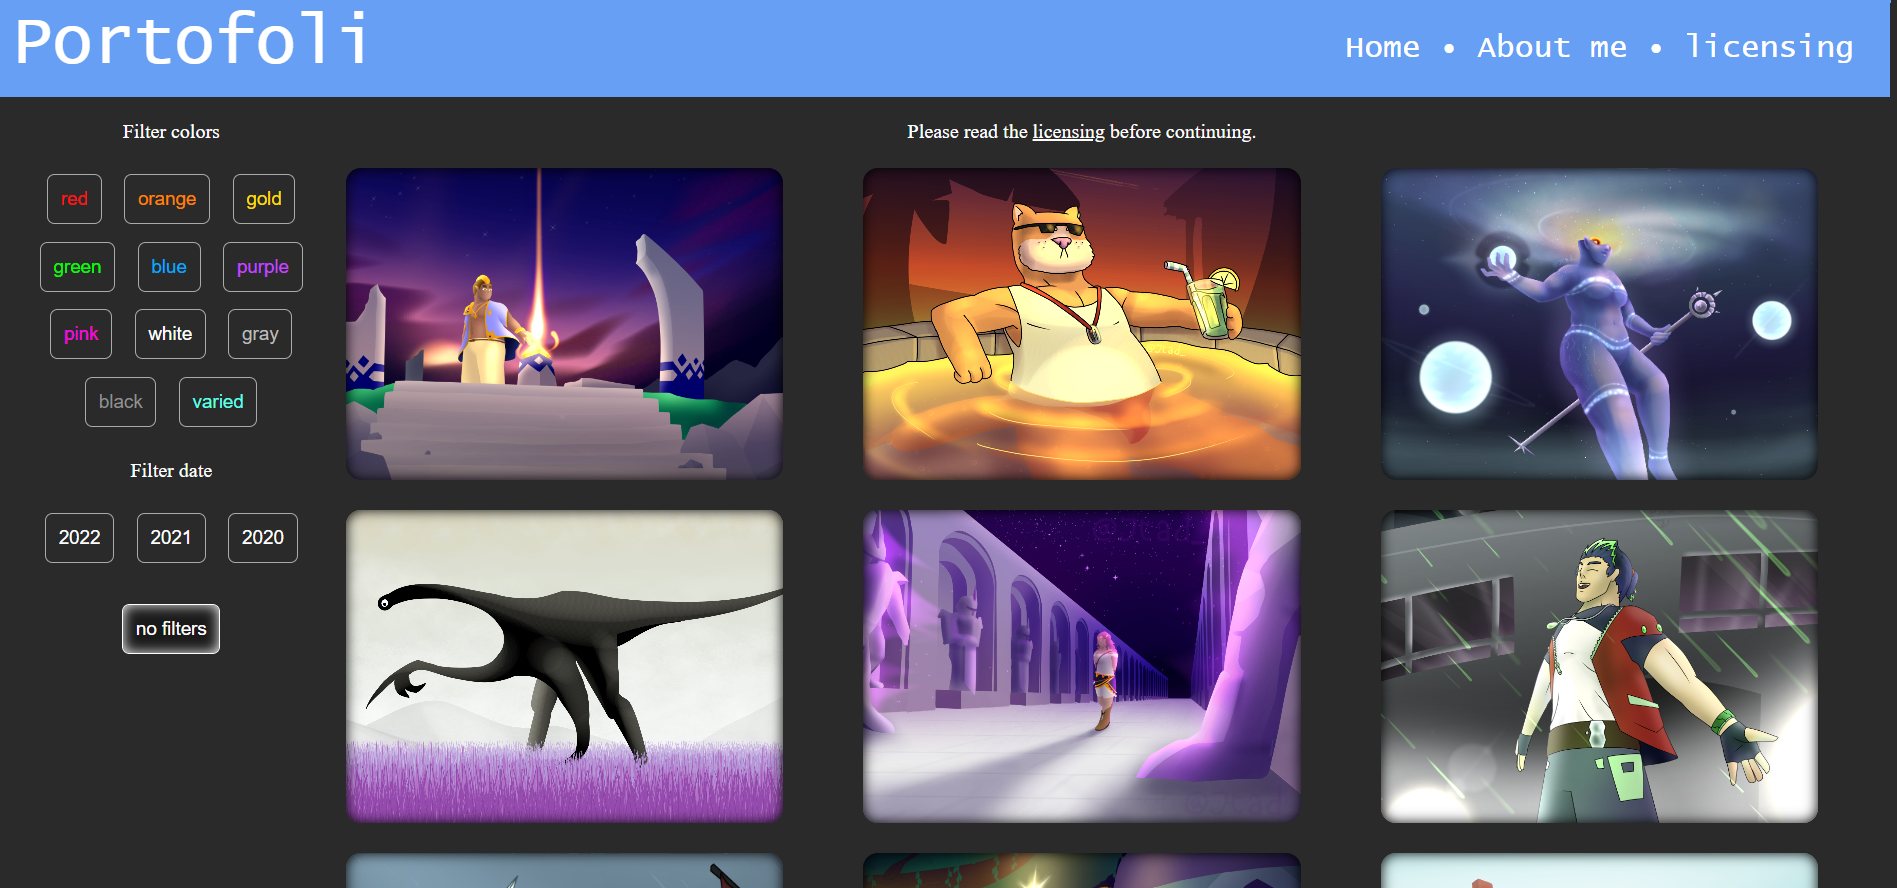 Portofoli
Home • About me • licensing
Filter colors
red orange gold
green blue purple
pink white gray
black varied
Filter date
2022 2021 2020
no filters
Please read the licensing before continuing.